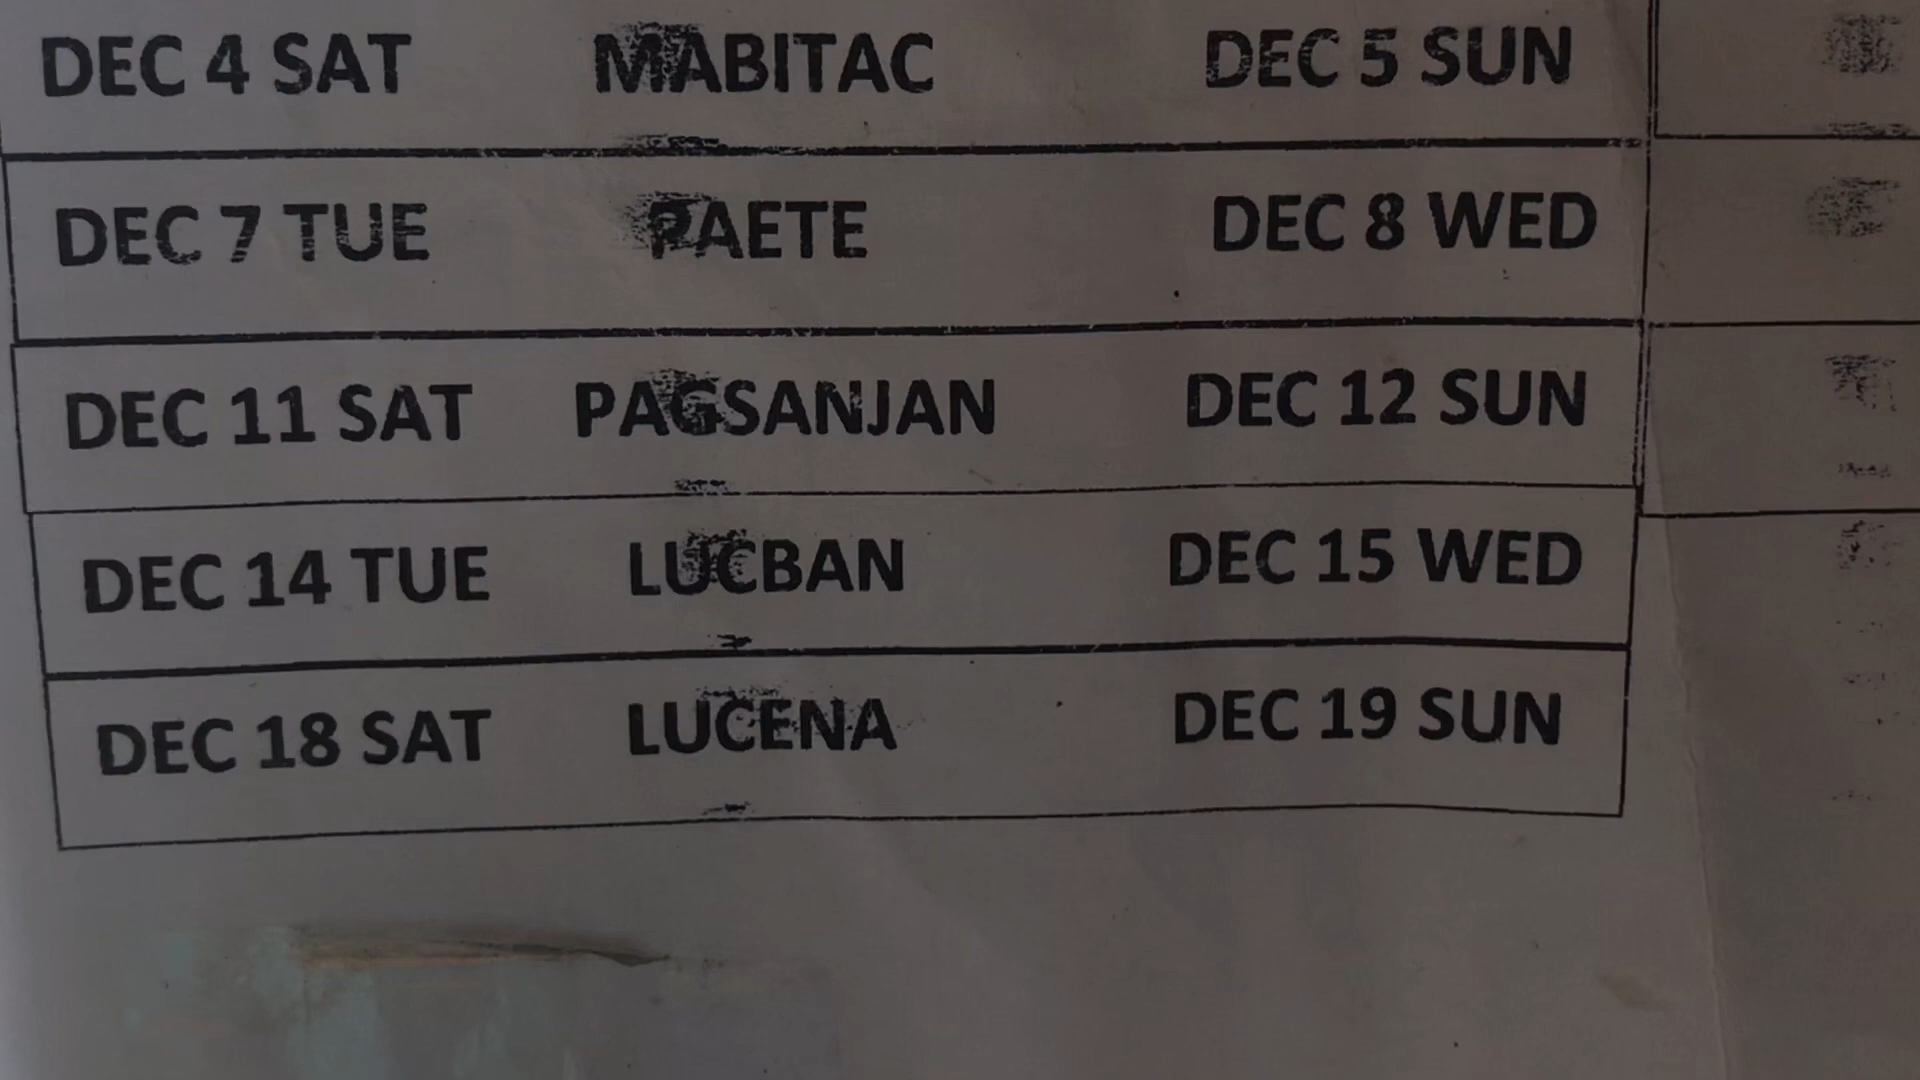 DEC 4 SAT MABITAC DEC 5 SUN
DEC 7 TUE PAETE DEC 8 WED
DEC 11 SAT PAGSANJAN DEC 12 SUN
DEC 14 TUE LUCBAN DEC 15 WED
DEC 18 SAT LUCENA DEC 19 SUN